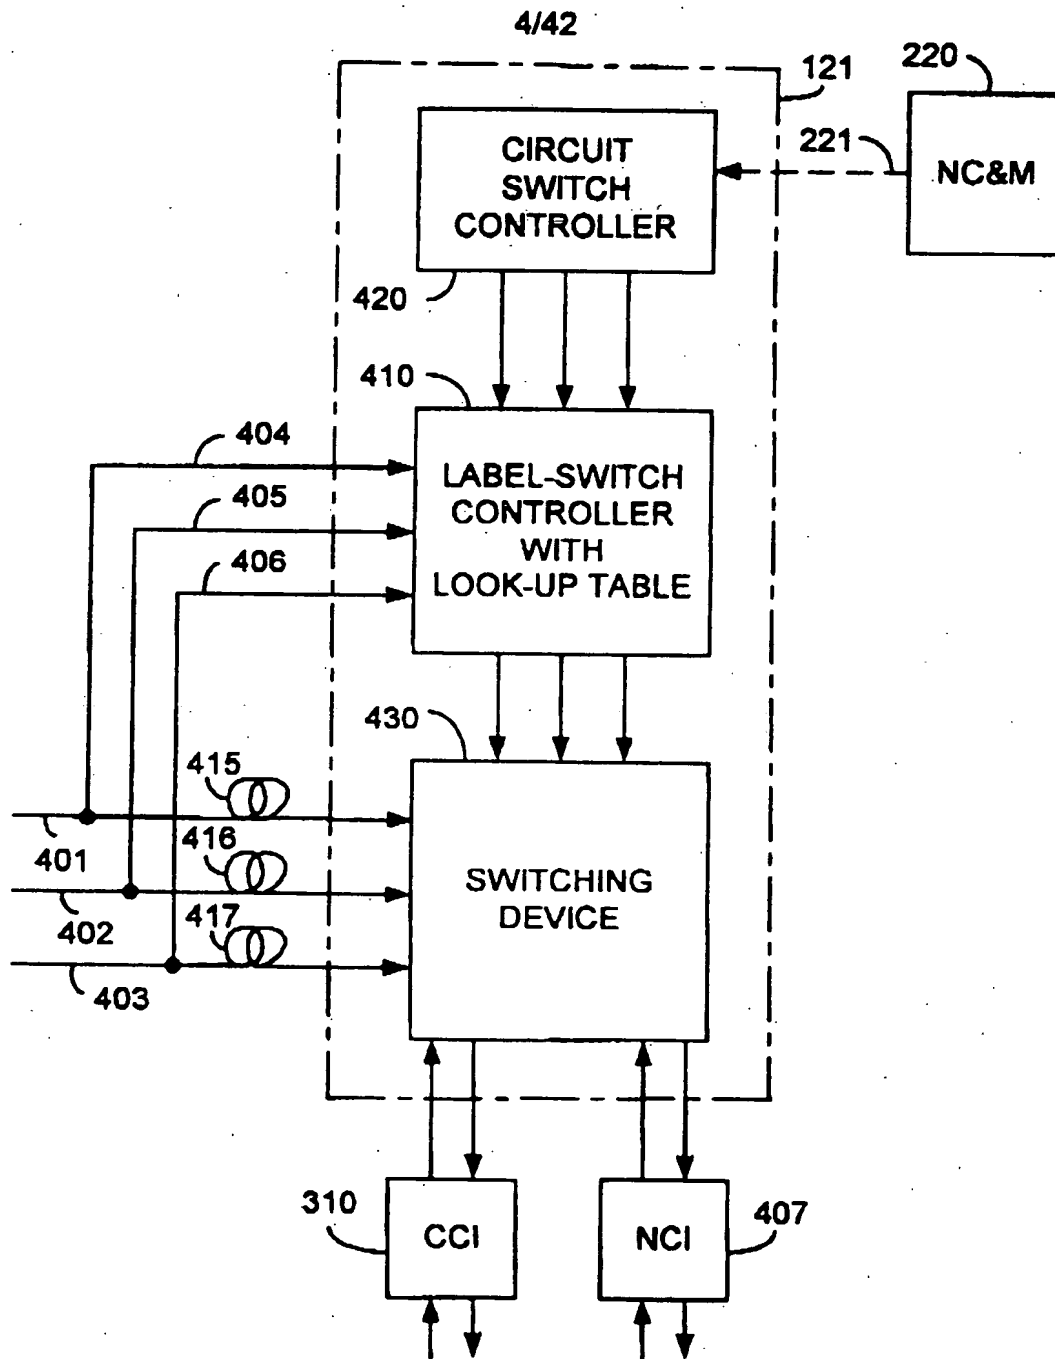 4/42
121
220
CIRCUIT
SWITCH
CONTROLLER
221
NC&M
420
410
404
LABEL-SWITCH
CONTROLLER
WITH
LOOK-UP TABLE
405
406
430
415
401
416
SWITCHING
DEVICE
402
417
403
310
CCI
NCI
407